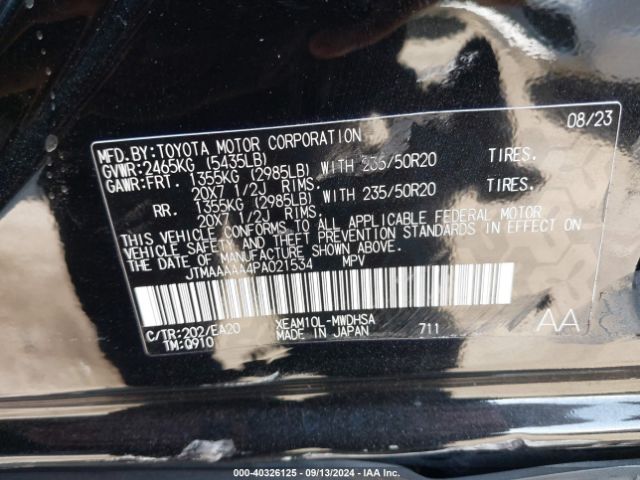 MFD.BY:TOYOTA MOTOR CORPORATION 08/23
GVWR:2465KG (5435LB)
GAWR:FRT. 1355KG (2985LB) WITH 235/50R20 TIRES.
20X7 1/2J RIMS.
RR. 1355KG (2985LB) WITH 235/50R20 TIRES.
20X7 1/2J RIMS.
THIS VEHICLE CONFORMS TO ALL APPLICABLE FEDERAL MOTOR
VEHICLE SAFETY AND THEFT PREVENTION STANDARDS IN EFFECT ON
THE DATE OF MANUFACTURE SHOWN ABOVE.
JTMAAAAA4PA021534 MPV
C/TR:202/EA20 XEAM10L-MWDHSA 711 AA
TM:0910 MADE IN JAPAN
000-40326125 - 09/13/2024 - IAA Inc.